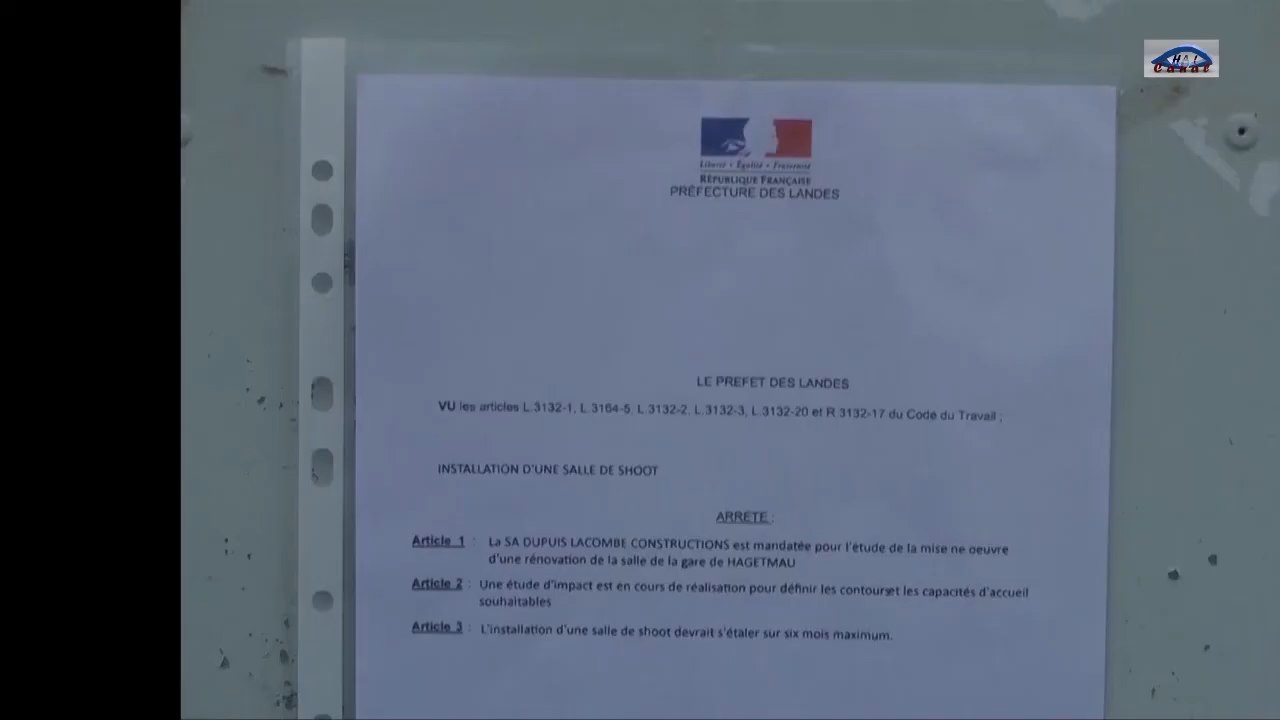 HAL
Canal
Liberté • Égalité • Fraternité
RÉPUBLIQUE FRANÇAISE
PRÉFECTURE DES LANDES
LE PREFET DES LANDES
VU les articles L.3132-1, L.3164-5, L.3132-2, L.3132-3, L.3132-20 et R 3132-17 du Code du Travail ;
INSTALLATION D'UNE SALLE DE SHOOT
ARRETE :
Article 1 : La SA DUPUIS LACOMBE CONSTRUCTIONS est mandatée pour l'étude de la mise ne oeuvre
d'une rénovation de la salle de la gare de HAGETMAU
Article 2 : Une étude d'impact est en cours de réalisation pour définir les contourset les capacités d'accueil
souhaitables
Article 3 : L'installation d'une salle de shoot devrait s'étaler sur six mois maximum.